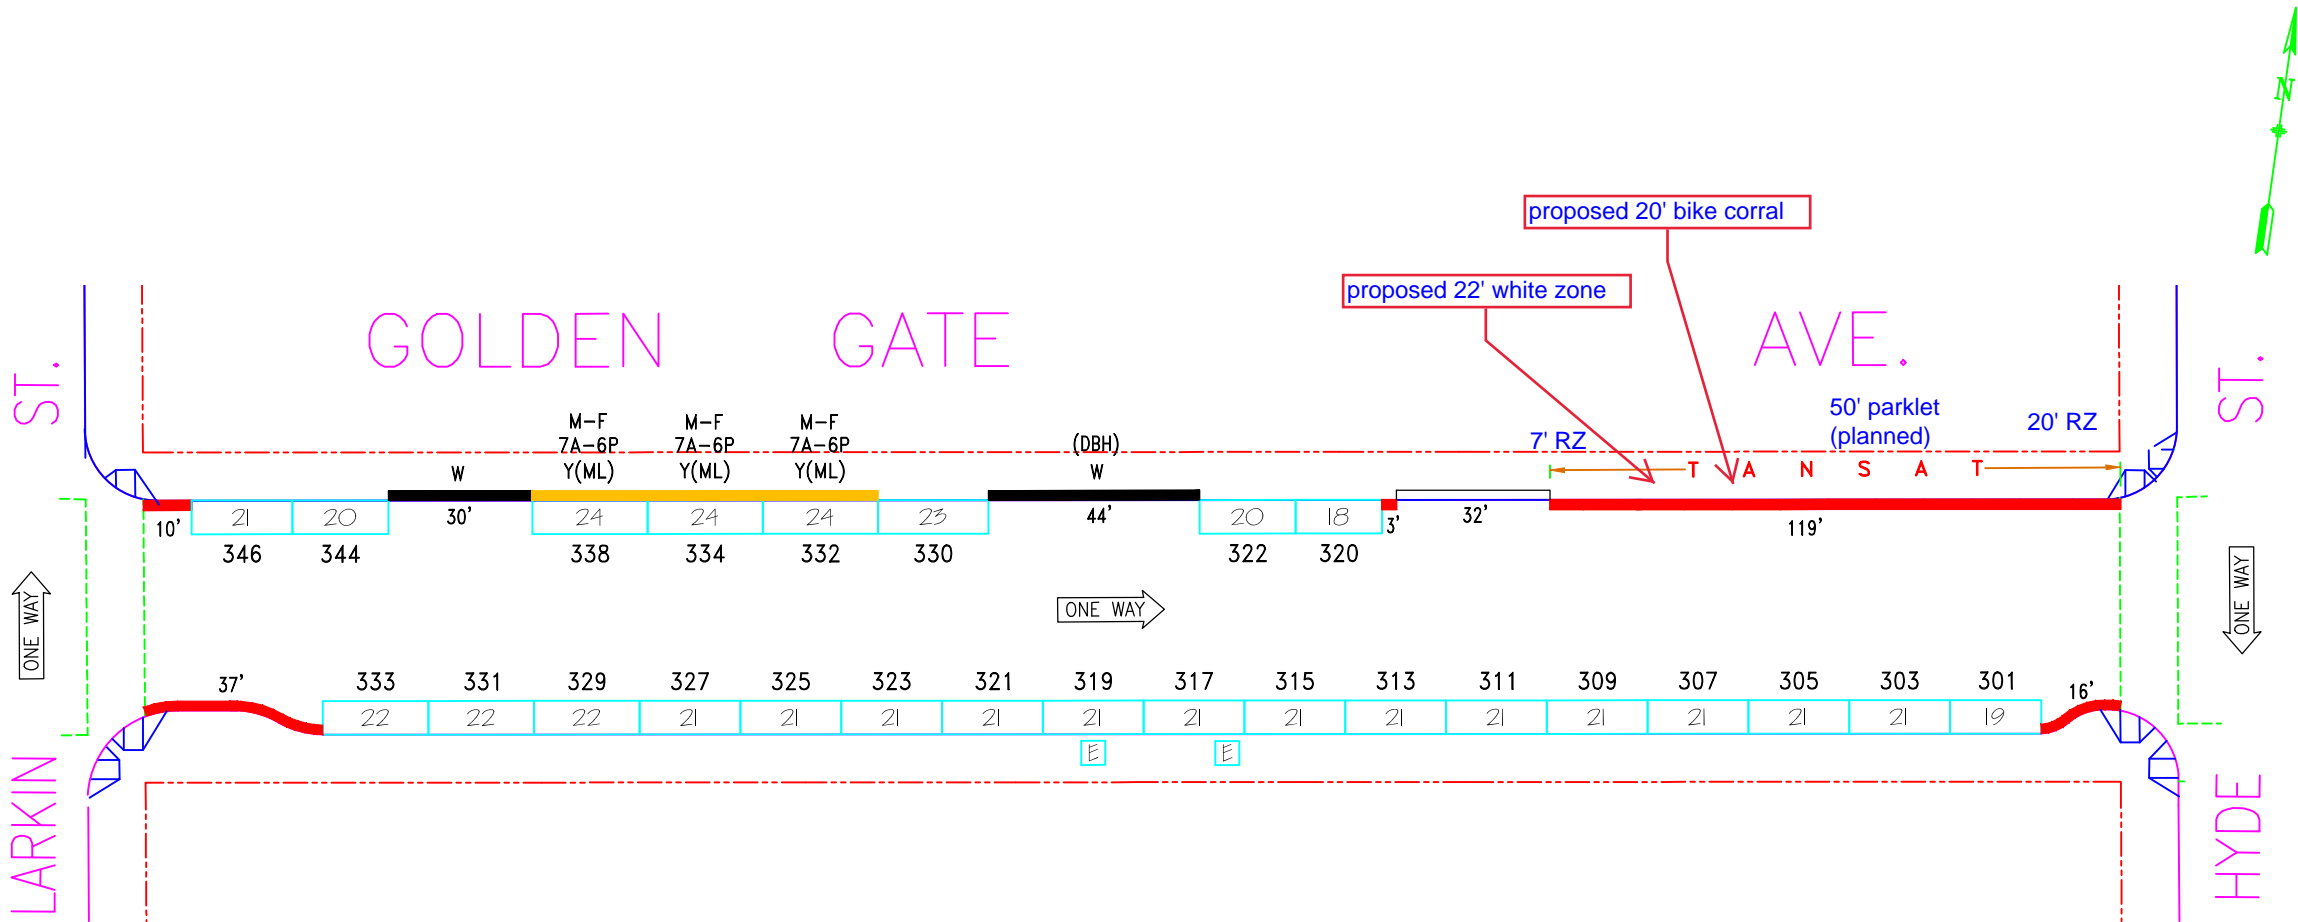 N
proposed 20' bike corral
proposed 22' white zone
GOLDEN GATE AVE.
ST.
ST.
50' parklet
(planned)
20' RZ
7' RZ
M-F
7A-6P
Y(ML)
M-F
7A-6P
Y(ML)
M-F
7A-6P
Y(ML)
(DBH)
W
W
T A N S A T
10' 21 20 30' 24 24 24 23 44' 20 18 3' 32' 119'
346 344 338 334 332 330 322 320
ONE WAY
ONE WAY
ONE WAY
37' 333 331 329 327 325 323 321 319 317 315 313 311 309 307 305 303 301 16'
22 22 22 21 21 21 21 21 21 21 21 21 21 21 21 21 19
E E
LARKIN
HYDE